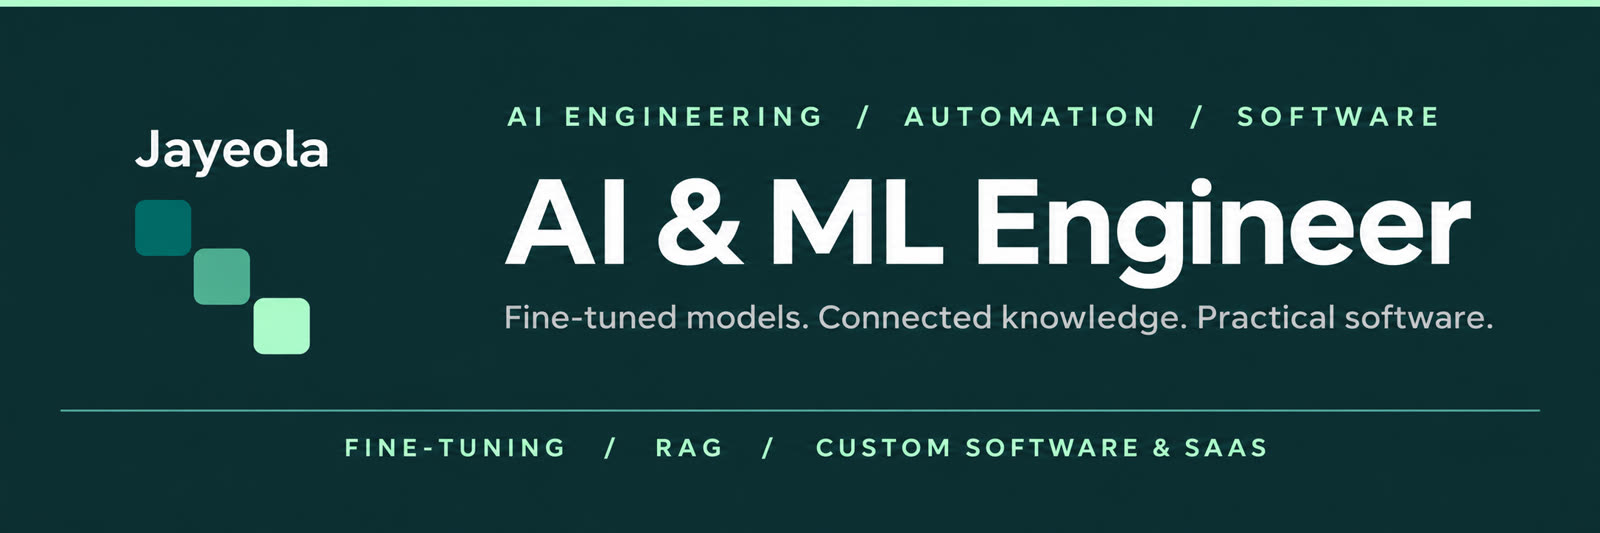 Jayeola
AI ENGINEERING / AUTOMATION / SOFTWARE
AI & ML Engineer
Fine-tuned models. Connected knowledge. Practical software.
FINE-TUNING / RAG / CUSTOM SOFTWARE & SAAS